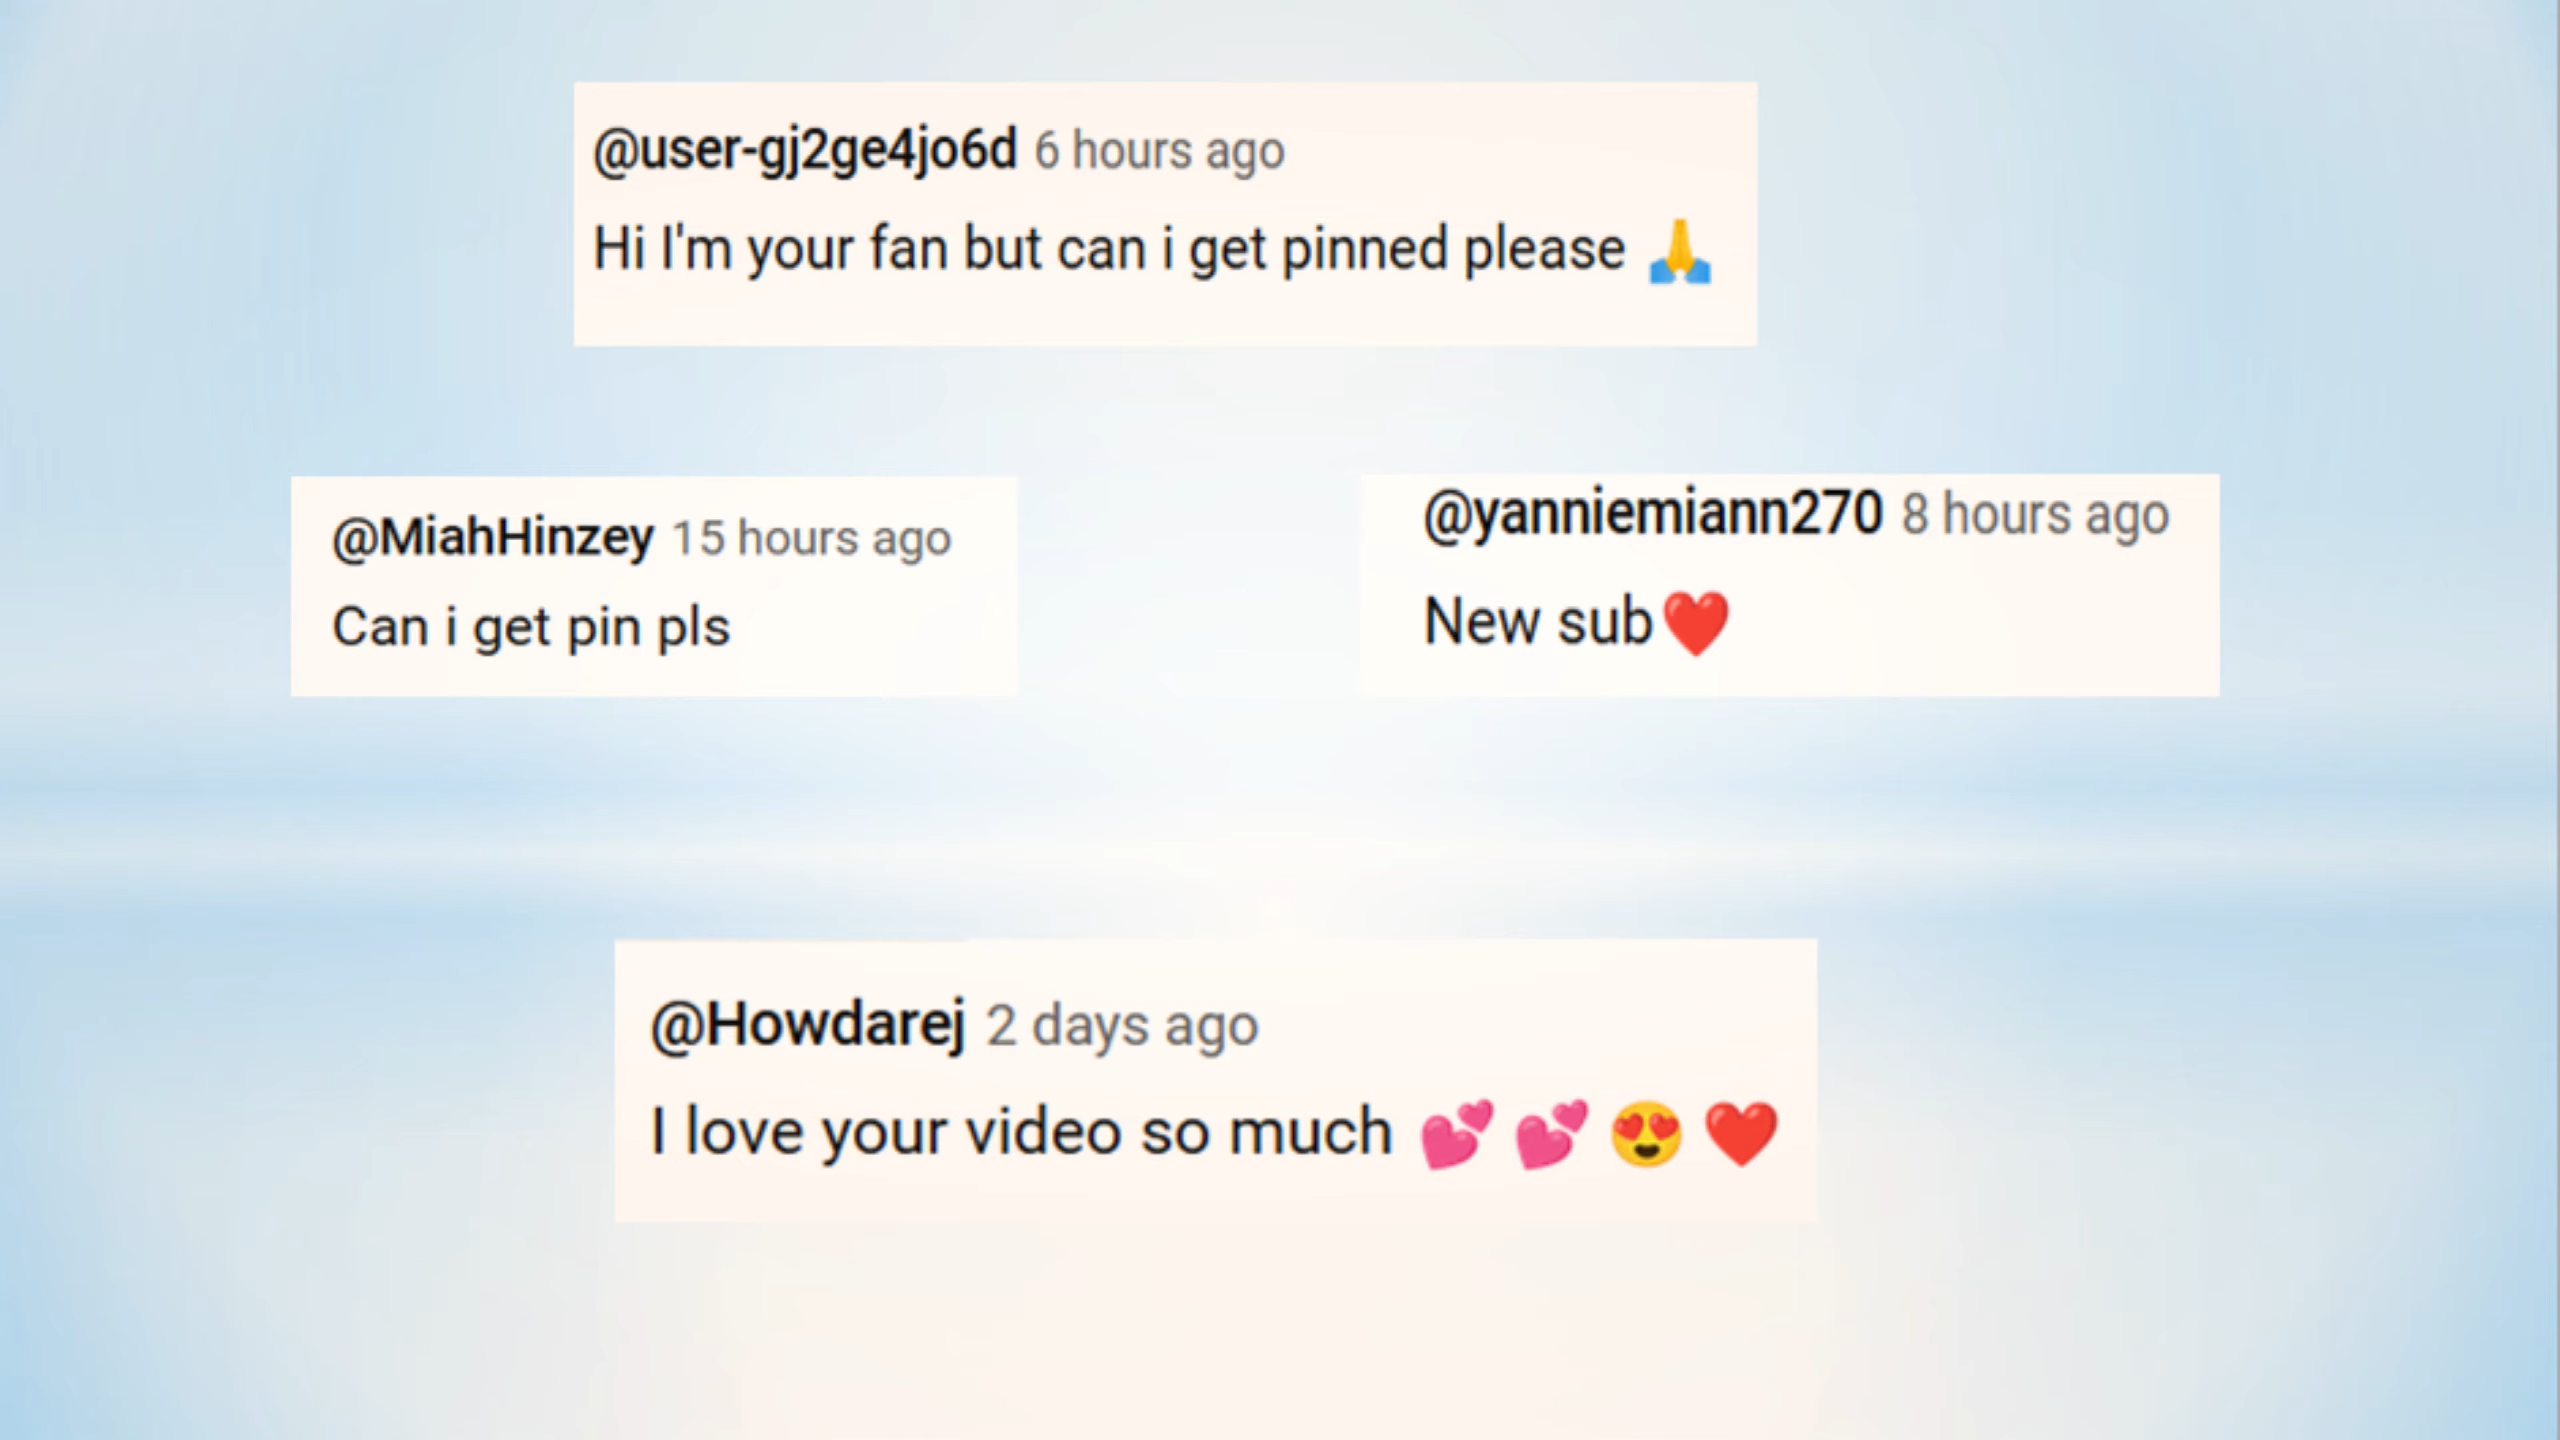 @user-gj2ge4jo6d 6 hours ago
Hi I'm your fan but can i get pinned please 🙏
@MiahHinzey 15 hours ago
Can i get pin pls
@yanniemiann270 8 hours ago
New sub❤️
@Howdarej 2 days ago
I love your video so much 💕 💕 😍 ❤️